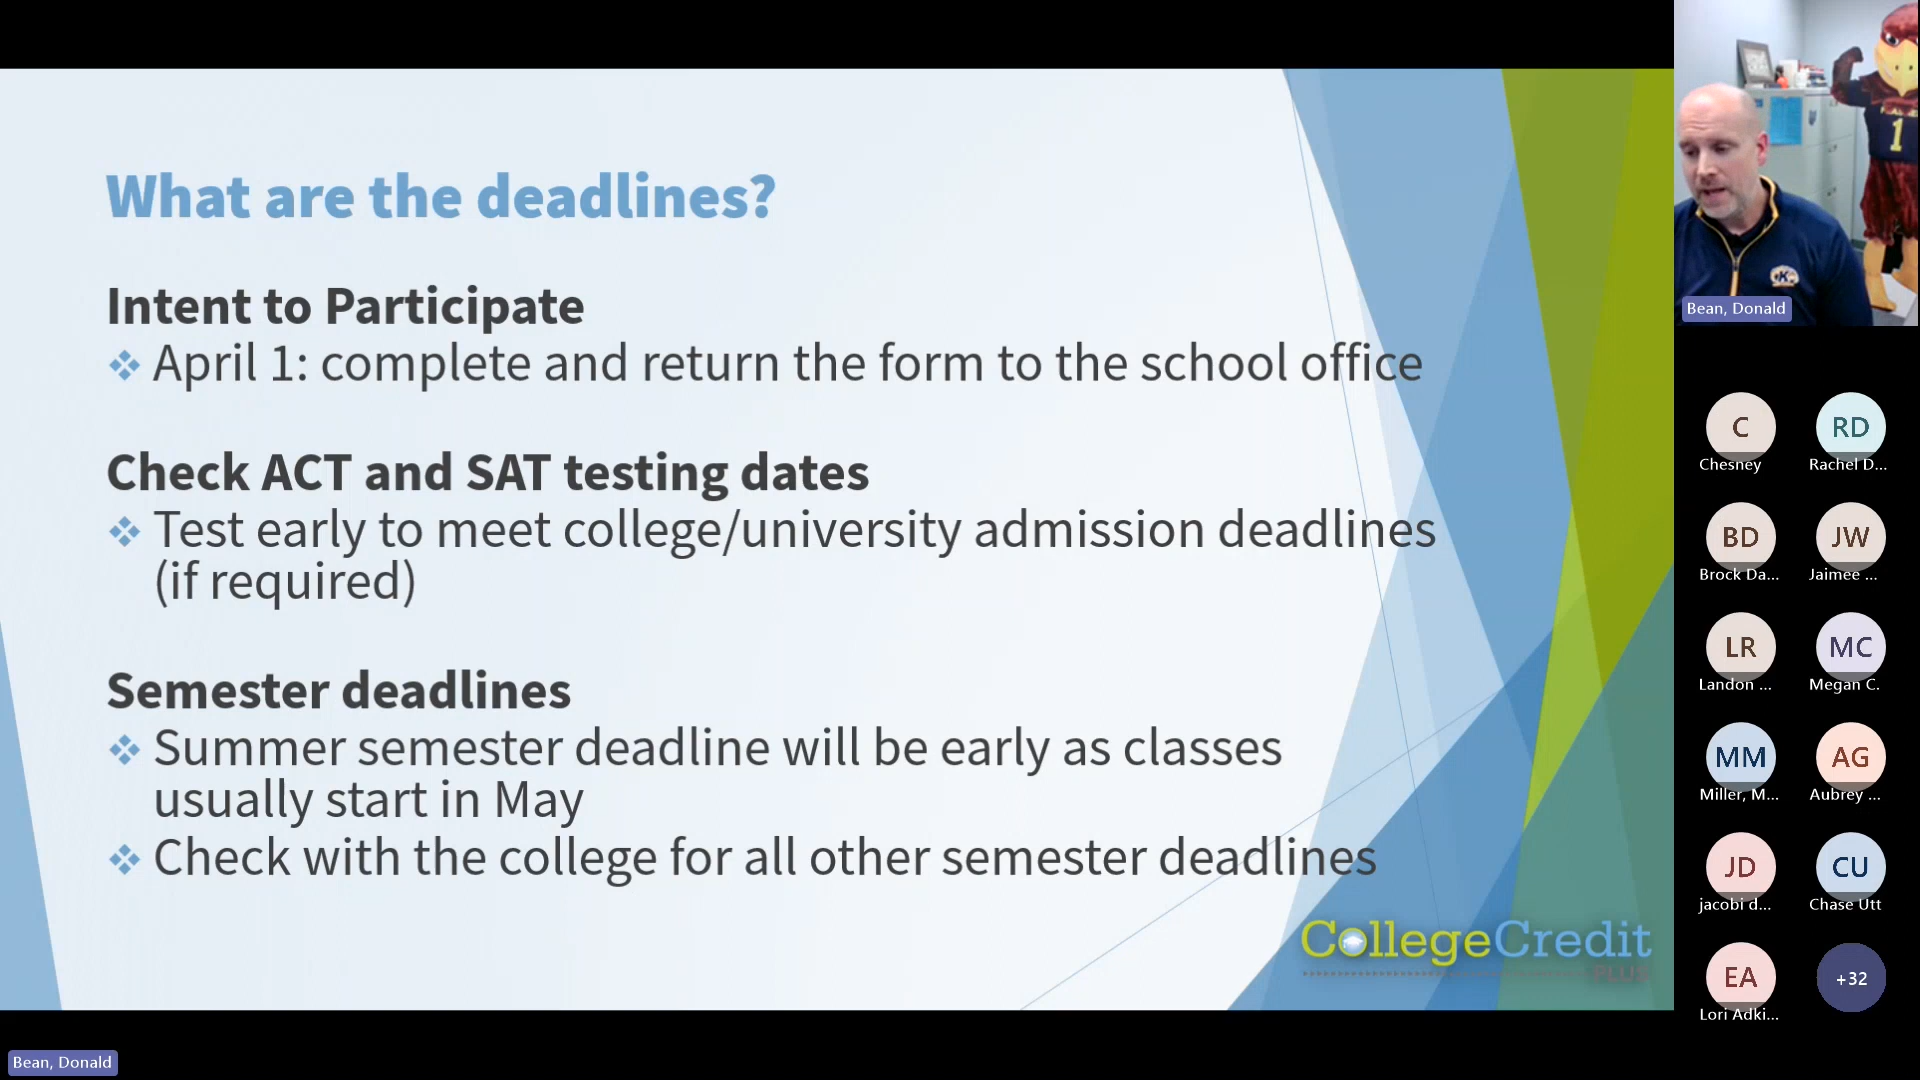 What are the deadlines?
Intent to Participate
April 1: complete and return the form to the school office
Check ACT and SAT testing dates
Test early to meet college/university admission deadlines
(if required)
Semester deadlines
Summer semester deadline will be early as classes
usually start in May
Check with the college for all other semester deadlines
CollegeCredit
PLUS
1
K
Bean, Donald
C
Chesney
RD
Rachel D...
BD
Brock Da...
JW
Jaimee ...
LR
Landon ...
MC
Megan C.
MM
Miller, M...
AG
Aubrey ...
JD
jacobi d...
CU
Chase Utt
EA
Lori Adki...
+32
Bean, Donald